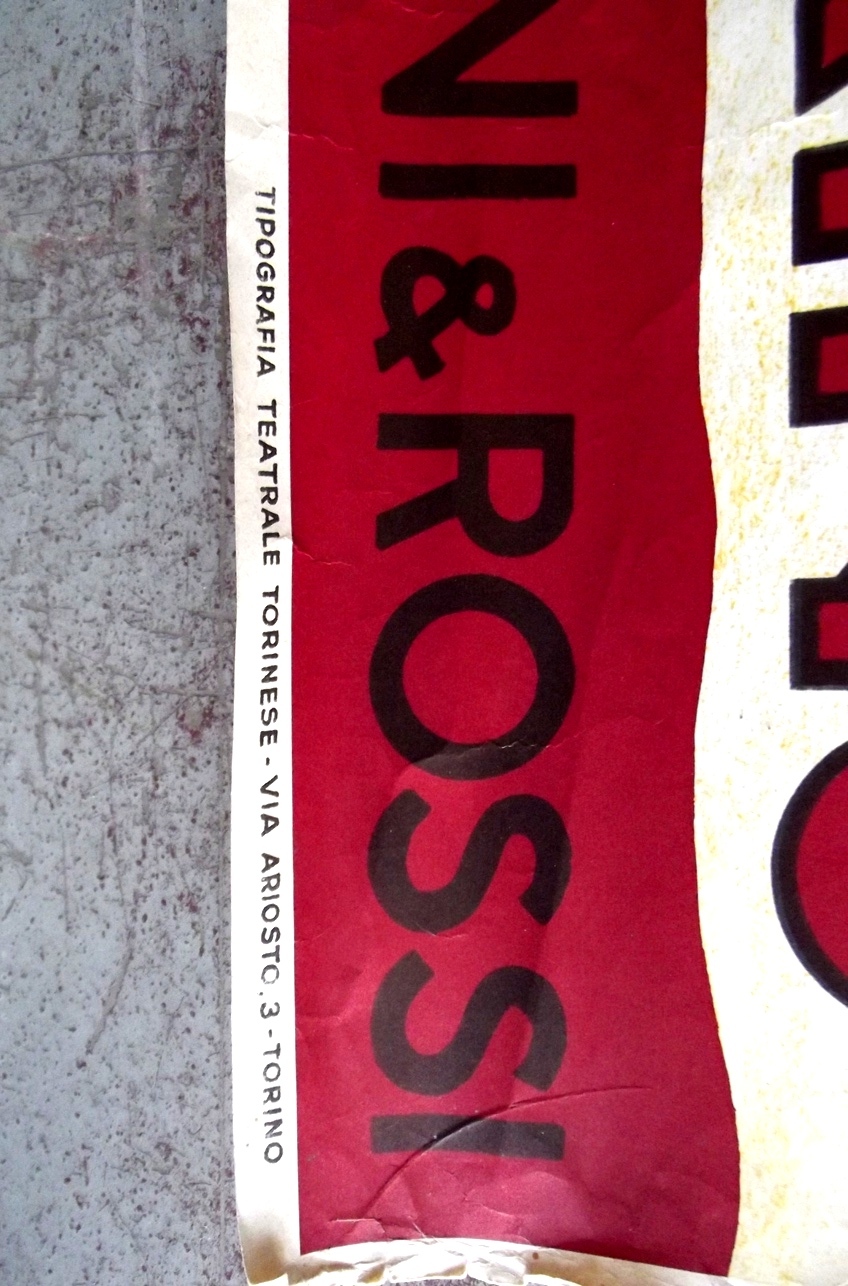 NI & ROSSI
TIPOGRAFIA TEATRALE TORINESE - VIA ARIOSTO, 3 - TORINO